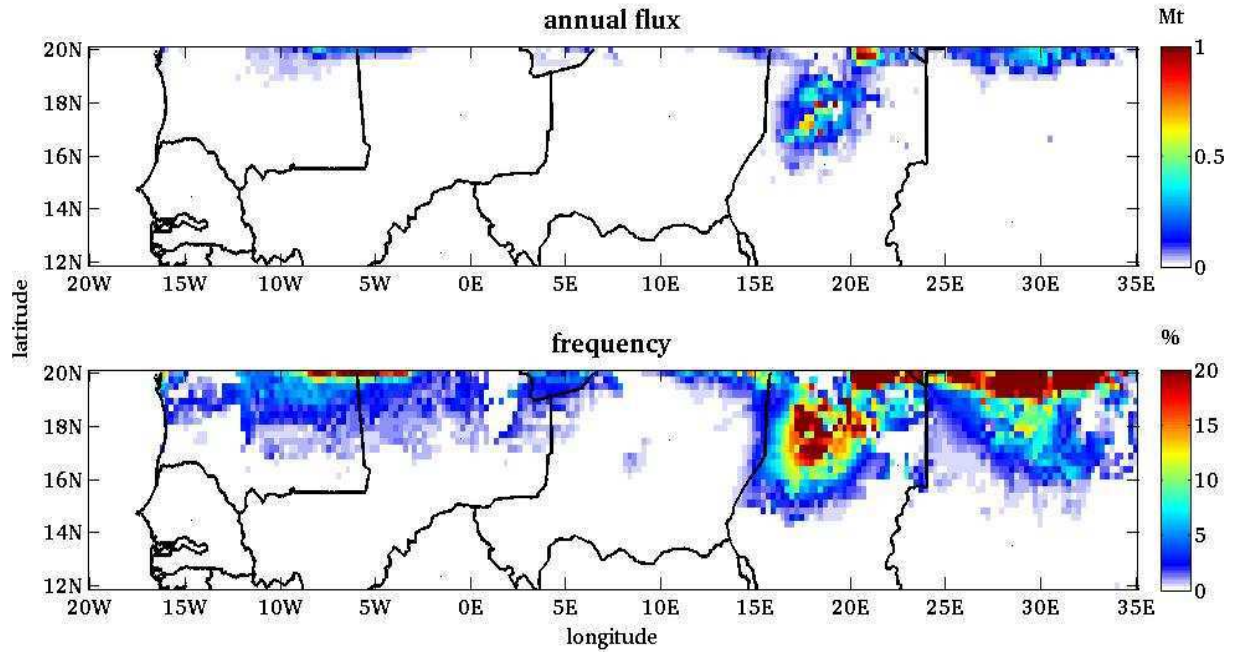 annual flux
Mt
20N
18N
16N
14N
12N
20W 15W 10W 5W 0E 5E 10E 15E 20E 25E 30E 35E
1
0.5
0
latitude
frequency
%
20N
18N
16N
14N
12N
20W 15W 10W 5W 0E 5E 10E 15E 20E 25E 30E 35E
20
15
10
5
0
longitude